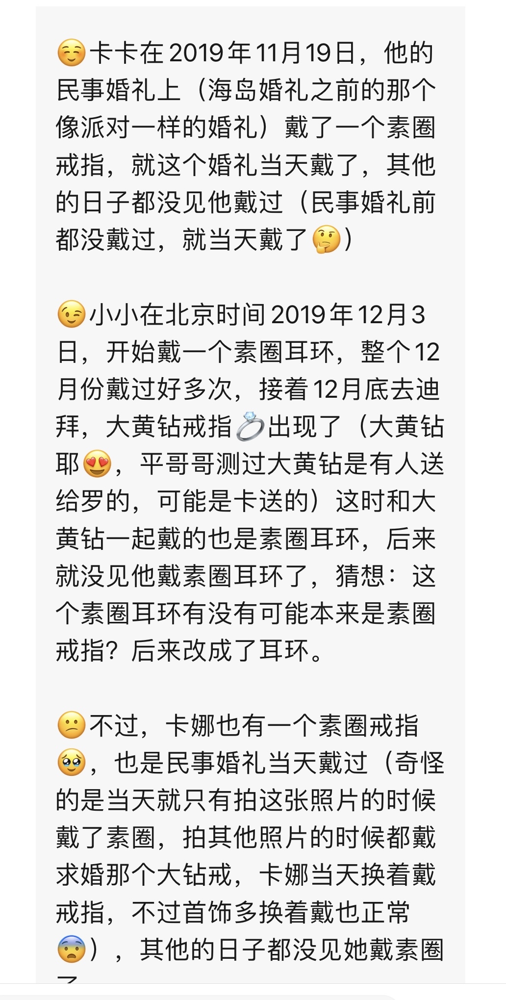 ☺️卡卡在2019年11月19日，他的
民事婚礼上（海岛婚礼之前的那个
像派对一样的婚礼）戴了一个素圈
戒指，就这个婚礼当天戴了，其他
的日子都没见他戴过（民事婚礼前
都没戴过，就当天戴了🤔）
😉小小在北京时间2019年12月3
日，开始戴一个素圈耳环，整个12
月份戴过好多次，接着12月底去迪
拜，大黄钻戒指💍出现了（大黄钻
耶😍，平哥哥测过大黄钻是有人送
给罗的，可能是卡送的）这时和大
黄钻一起戴的也是素圈耳环，后来
就没见他戴素圈耳环了，猜想：这
个素圈耳环有没有可能本来是素圈
戒指？后来改成了耳环。
😕不过，卡娜也有一个素圈戒指
🥹，也是民事婚礼当天戴过（奇怪
的是当天就只有拍这张照片的时候
戴了素圈，拍其他照片的时候都戴
求婚那个大钻戒，卡娜当天换着戴
戒指，不过首饰多换着戴也正常
😨），其他的日子都没见她戴素圈